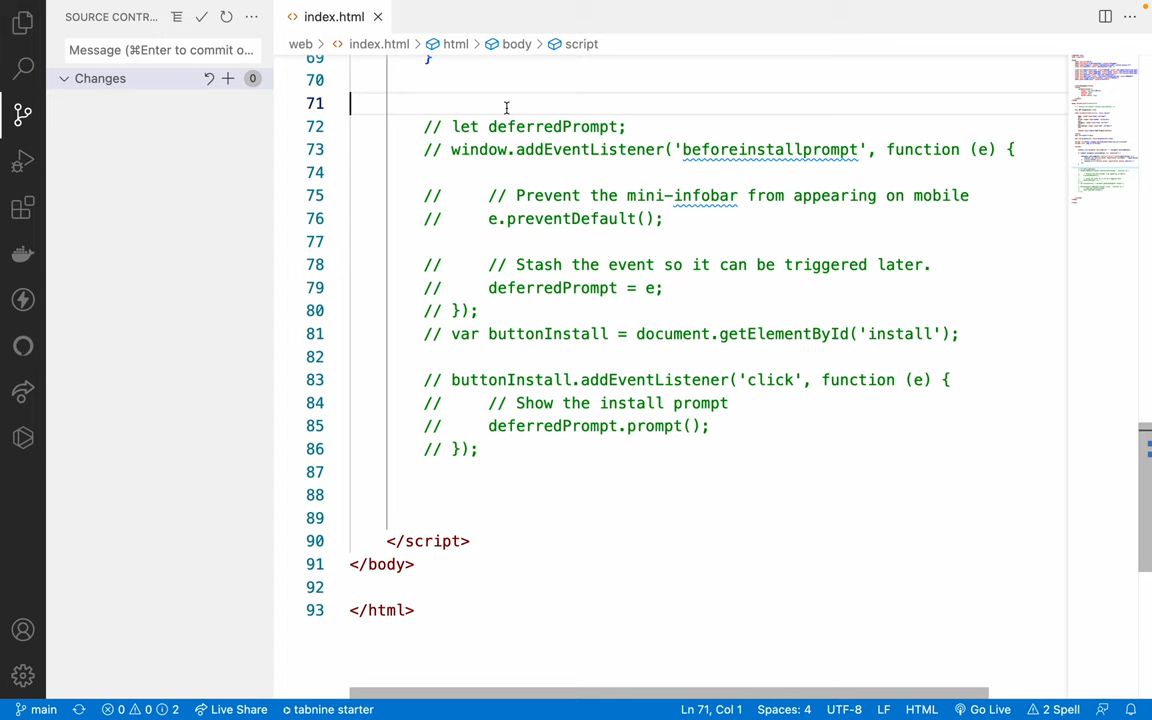 SOURCE CONTR...
index.html
Message (⌘Enter to commit o...
web > index.html > html > body > script
Changes
0
69 }
70
71
72 // let deferredPrompt;
73 // window.addEventListener('beforeinstallprompt', function (e) {
74
75 // // Prevent the mini-infobar from appearing on mobile
76 // e.preventDefault();
77
78 // // Stash the event so it can be triggered later.
79 // deferredPrompt = e;
80 // });
81 // var buttonInstall = document.getElementById('install');
82
83 // buttonInstall.addEventListener('click', function (e) {
84 // // Show the install prompt
85 // deferredPrompt.prompt();
86 // });
87
88
89
90 </script>
91 </body>
92
93 </html>
main 0 0 2 Live Share tabnine starter Ln 71, Col 1 Spaces: 4 UTF-8 LF HTML Go Live 2 Spell